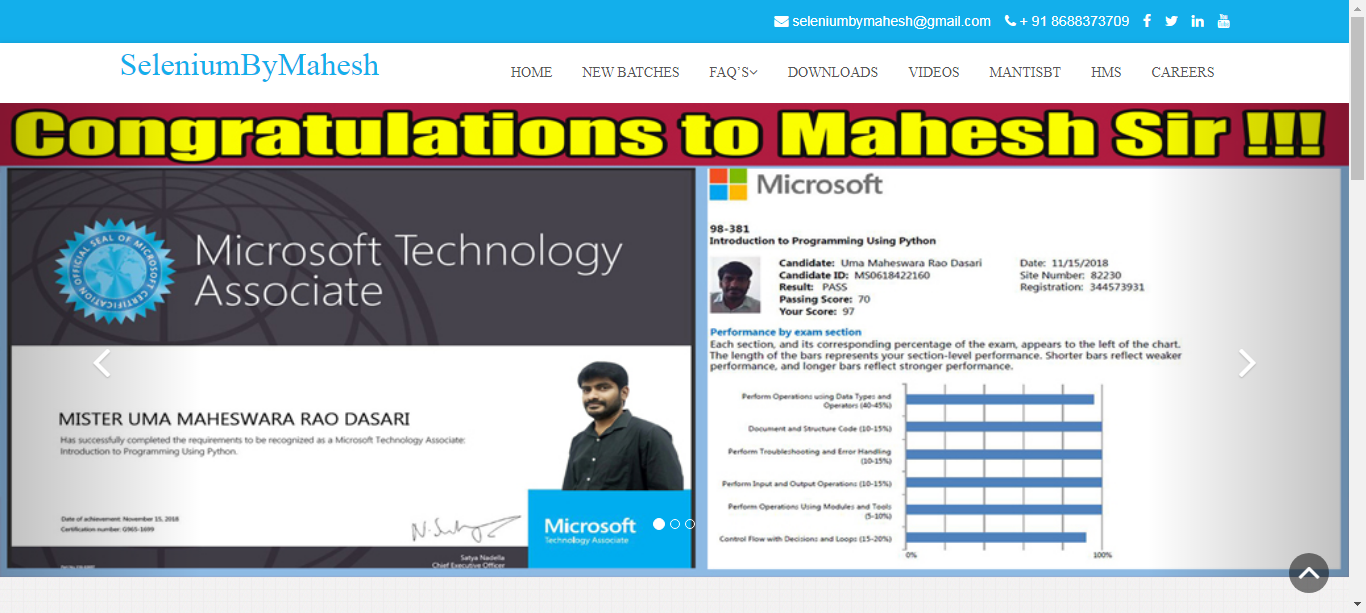 seleniumbymahesh@gmail.com + 91 8688373709
SeleniumByMahesh
HOME NEW BATCHES FAQ’S DOWNLOADS VIDEOS MANTISBT HMS CAREERS
Congratulations to Mahesh Sir !!!
OFFICIAL SEAL OF MICROSOFT CERTIFICATION
Microsoft Technology
Associate
MISTER UMA MAHESWARA RAO DASARI
Has successfully completed the requirements to be recognized as a Microsoft Technology Associate:
Introduction to Programming Using Python.
Date of achievement: November 15, 2018
Certification number: G965-1699
Satya Nadella
Chief Executive Officer
Microsoft
Technology Associate
Microsoft
98-381
Introduction to Programming Using Python
Candidate: Uma Maheswara Rao Dasari
Candidate ID: MS0618422160
Result: PASS
Passing Score: 70
Your Score: 97
Date: 11/15/2018
Site Number: 82230
Registration: 344573931
Performance by exam section
Each section, and its corresponding percentage of the exam, appears to the left of the chart.
The length of the bars represents your section-level performance. Shorter bars reflect weaker
performance, and longer bars reflect stronger performance.
Perform Operations using Data Types and
Operators (40-45%)
Document and Structure Code (10-15%)
Perform Troubleshooting and Error Handling
(10-15%)
Perform Input and Output Operations (10-15%)
Perform Operations Using Modules and Tools
(5-10%)
Control Flow with Decisions and Loops (15-20%)
0% 100%